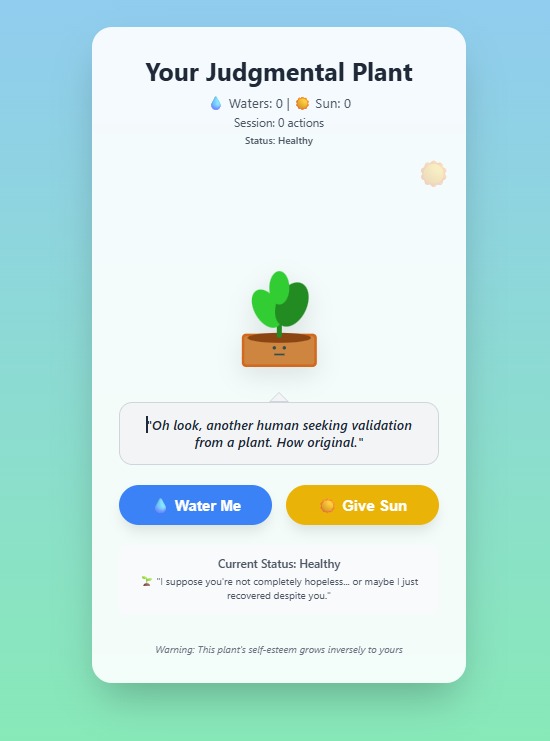 Your Judgmental Plant
💧 Waters: 0 | 🌞 Sun: 0
Session: 0 actions
Status: Healthy
"Oh look, another human seeking validation
from a plant. How original."
💧 Water Me
🌞 Give Sun
Current Status: Healthy
🌱 "I suppose you're not completely hopeless... or maybe I just
recovered despite you."
Warning: This plant's self-esteem grows inversely to yours